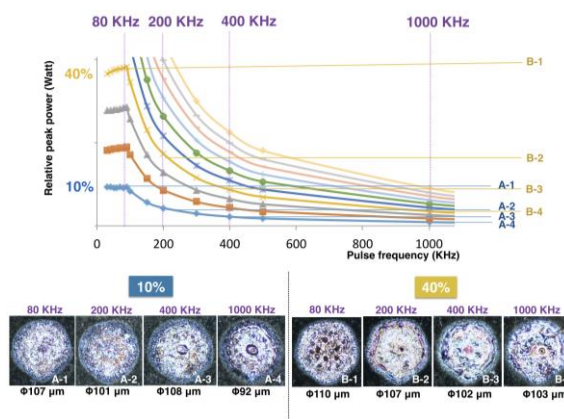 80 KHz 200 KHz 400 KHz 1000 KHz
Relative peak power (Watt)
40%
10%
B-1
B-2
A-1
B-3
A-2
B-4
A-3
A-4
0 200 400 600 800 1000
Pulse frequency (KHz)
10% 40%
80 KHz 200 KHz 400 KHz 1000 KHz 80 KHz 200 KHz 400 KHz 1000 KHz
A-1 A-2 A-3 A-4 B-1 B-2 B-3
Φ107 μm Φ101 μm Φ108 μm Φ92 μm Φ110 μm Φ107 μm Φ102 μm Φ103 μm